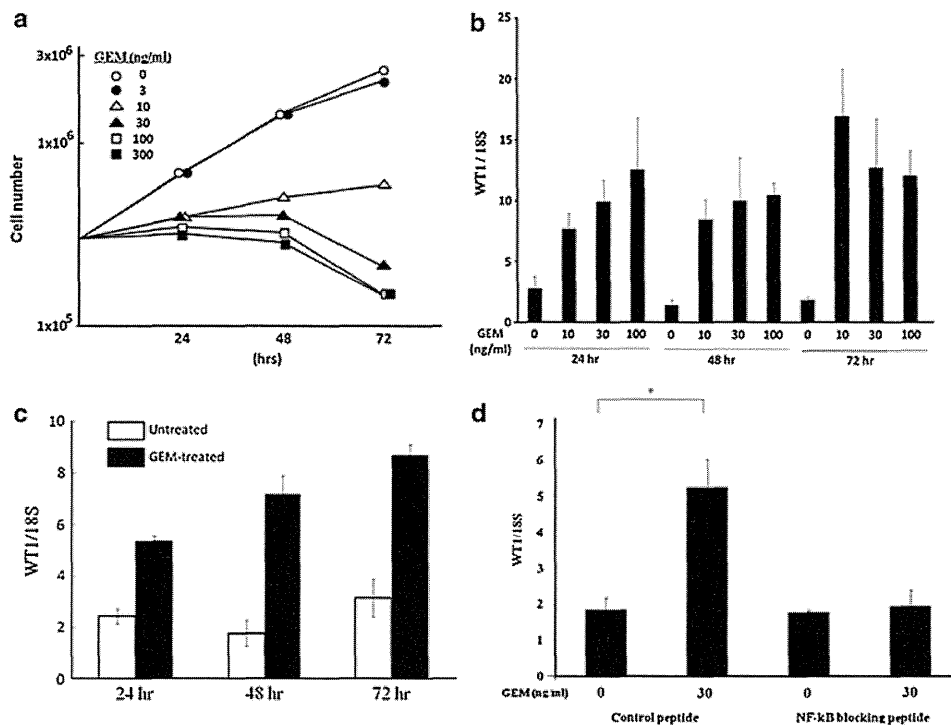 a
GEM (ng/ml)
0
3
10
30
100
300
3x10⁶
1x10⁶
1x10⁵
Cell number
24 48 72
(hrs)
b
25
20
15
10
5
0
WT1/18S
GEM (ng/ml)
0 10 30 100 0 10 30 100 0 10 30 100
24 hr 48 hr 72 hr
c
Untreated
GEM-treated
10
8
6
4
2
0
WT1/18S
24 hr 48 hr 72 hr
d
*
7
6
5
4
3
2
1
0
WT1/18S
GEM (ng/ml) 0 30 0 30
Control peptide NF-kB blocking peptide